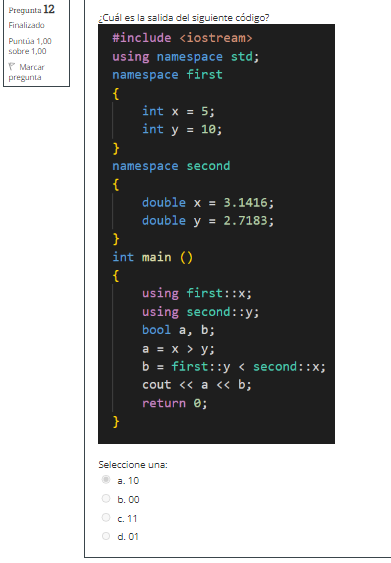 Pregunta 12
Finalizado
Puntúa 1,00
sobre 1,00
Marcar
pregunta
¿Cuál es la salida del siguiente código?
#include <iostream>
using namespace std;
namespace first
{
int x = 5;
int y = 10;
}
namespace second
{
double x = 3.1416;
double y = 2.7183;
}
int main ()
{
using first::x;
using second::y;
bool a, b;
a = x > y;
b = first::y < second::x;
cout << a << b;
return 0;
}
Seleccione una:
a. 10
b. 00
c. 11
d. 01